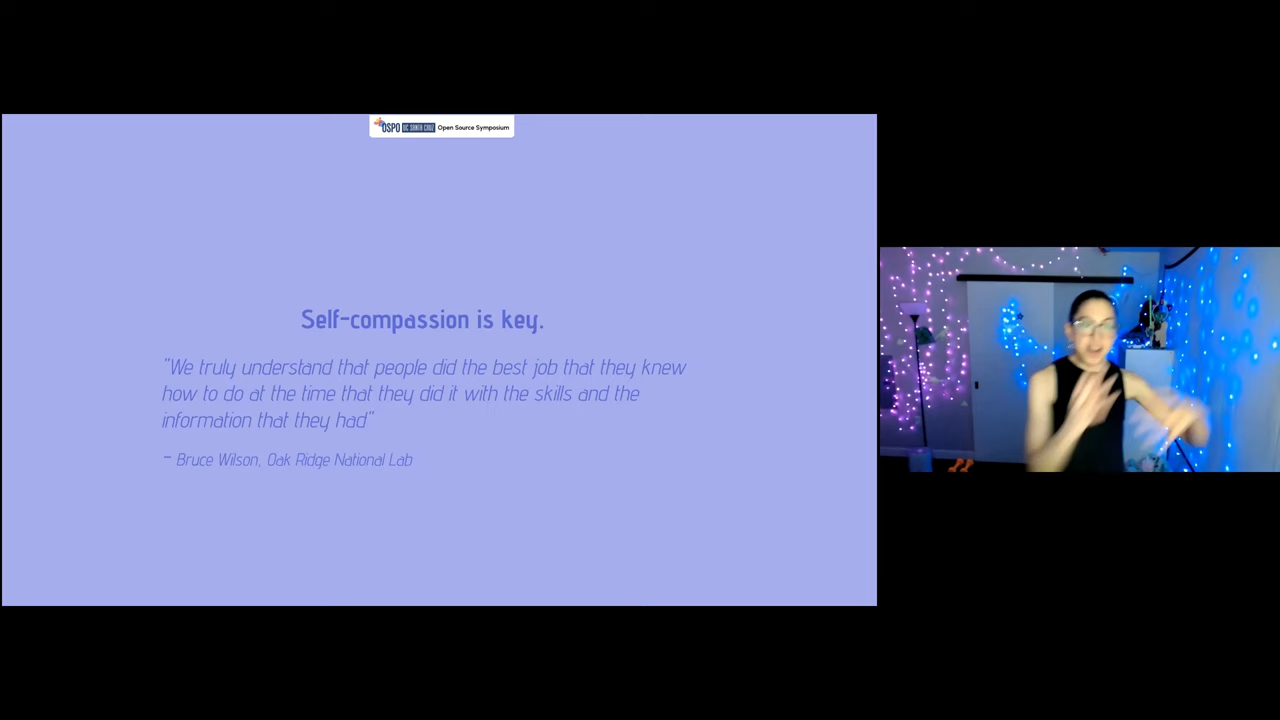 OSPO UC SANTA CRUZ Open Source Symposium
Self-compassion is key.
"We truly understand that people did the best job that they knew
how to do at the time that they did it with the skills and the
information that they had"
– Bruce Wilson, Oak Ridge National Lab